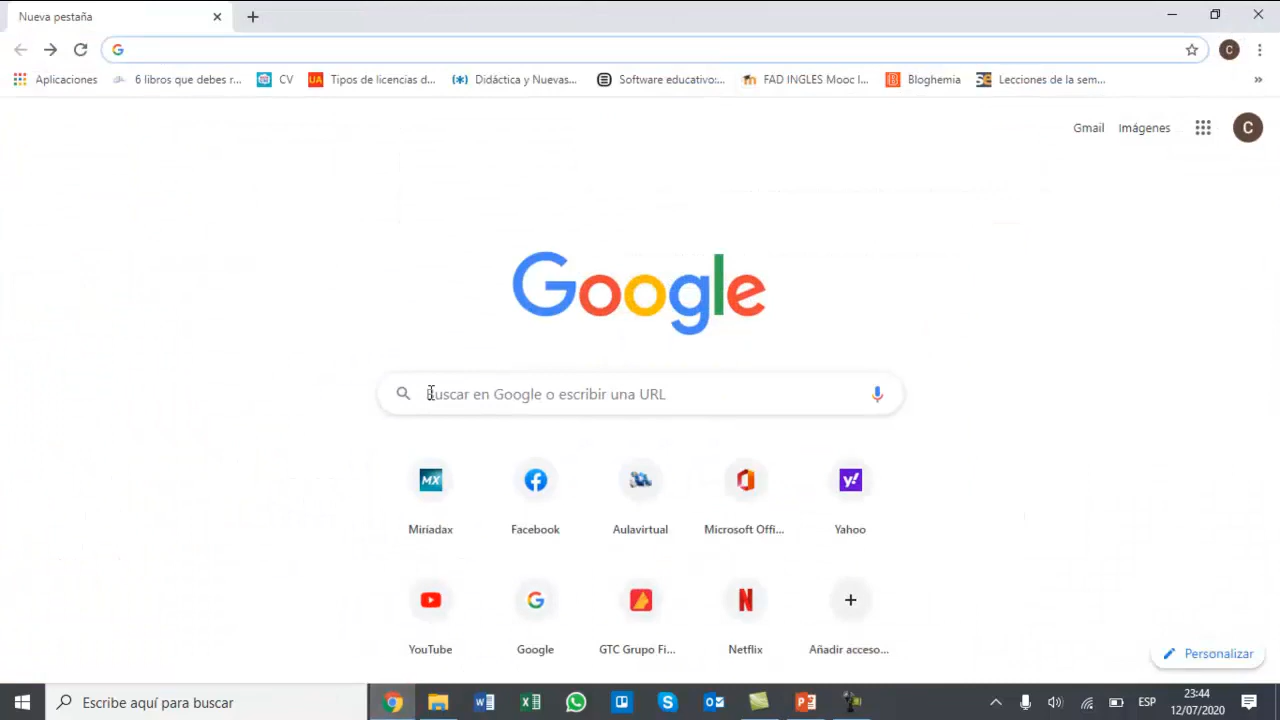 Nueva pestaña
Aplicaciones
6 libros que debes r...
CV
UA
Tipos de licencias d...
Didáctica y Nuevas...
Software educativo:...
FAD INGLES Mooc I...
Bloghemia
Lecciones de la sem...
C
Gmail
Imágenes
C
Google
Buscar en Google o escribir una URL
Miríadax
Facebook
Aulavirtual
Microsoft Offi...
Yahoo
YouTube
Google
GTC Grupo Fi...
Netflix
Añadir acceso...
Personalizar
Escribe aquí para buscar
ESP
23:44
12/07/2020